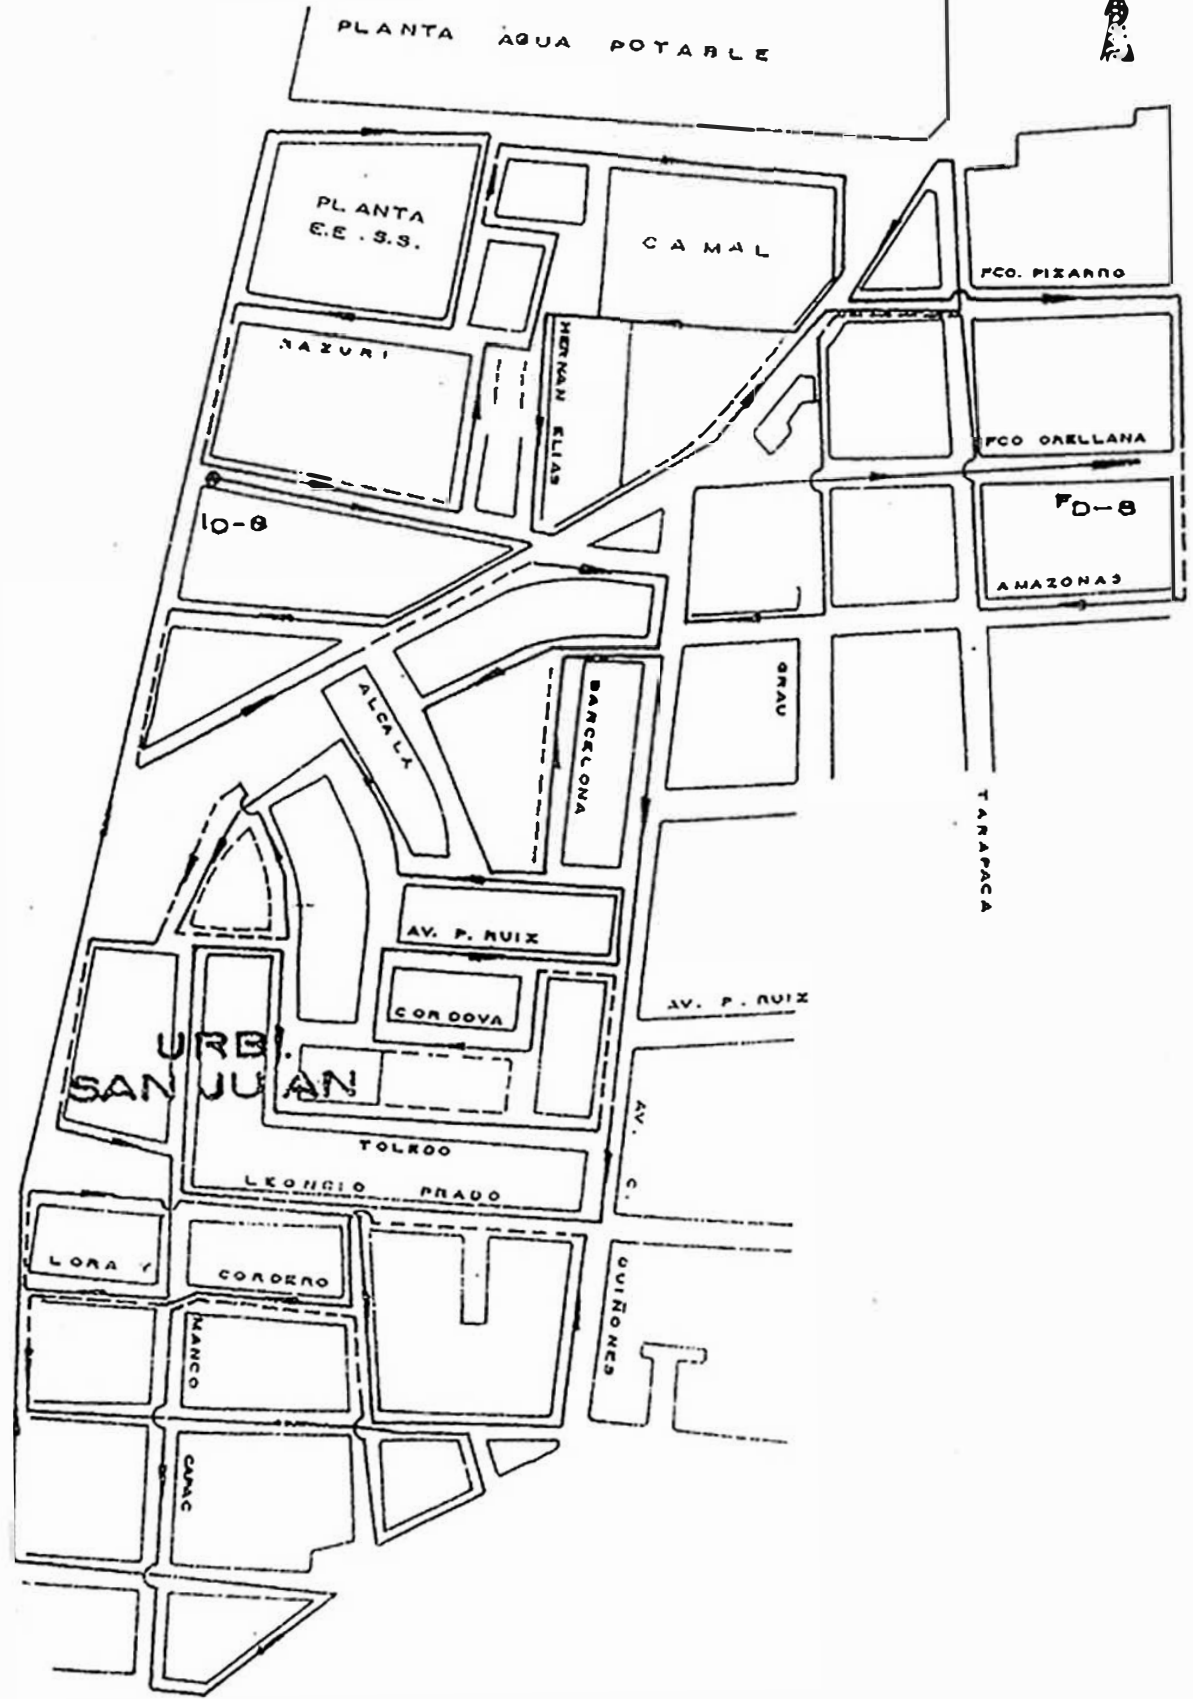 PLANTA AGUA POTABLE
PLANTA
E.E.S.S.
CAMAL
FCO. PIZARRO
NAZURI
HERNAN ELIAS
FCO ORELLANA
ID-8
FD-8
AMAZONAS
ALCALA Y
BARCELONA
GRAU
TARAPACA
AV. P. RUIZ
CORDOVA
AV. P. RUIZ
URB.
SAN JUAN
TOLEDO
LEONCIO PRADO
AV. C. QUIÑONES
LORA Y CORDERO
MANCO CAPAC